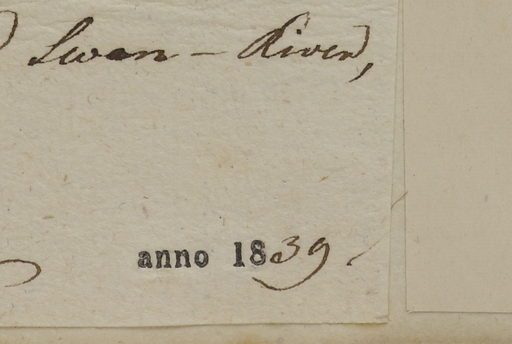 Swan-River,
anno 1839.